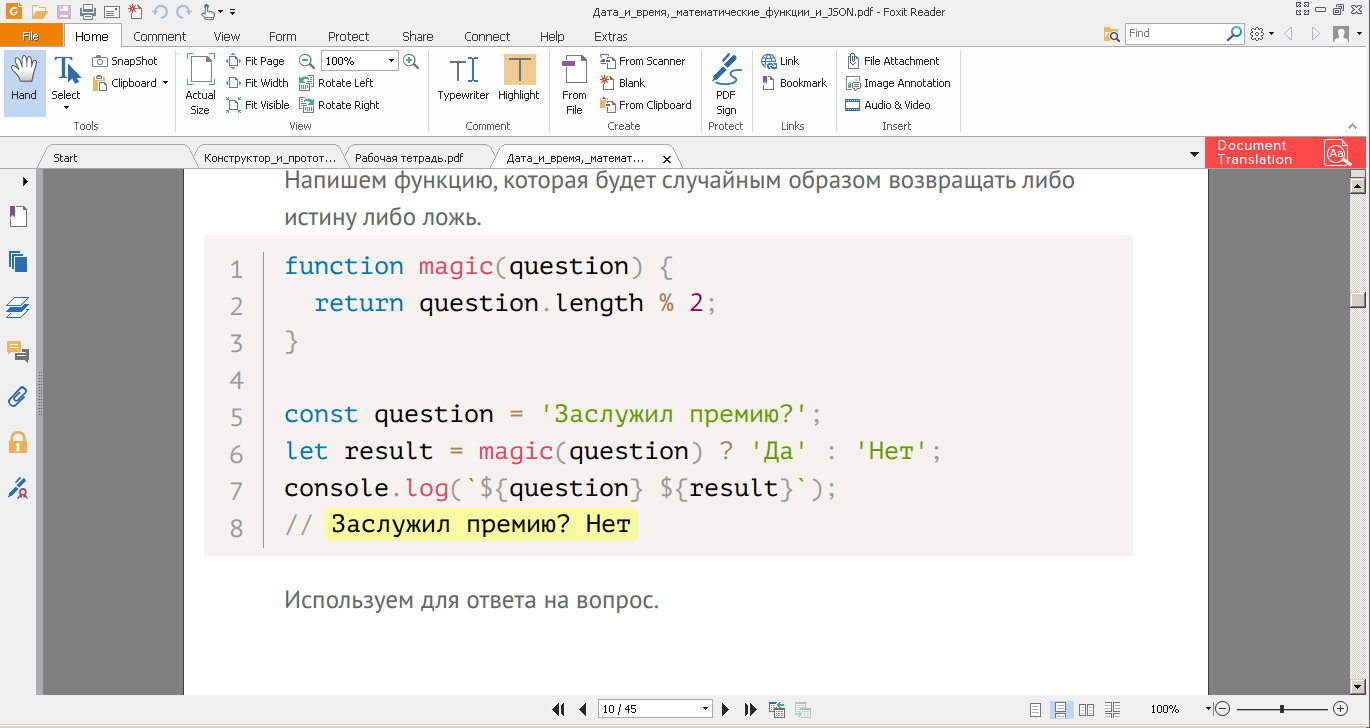 Дата_и_время,_математические_функции_и_JSON.pdf - Foxit Reader
File Home Comment View Form Protect Share Connect Help Extras Find
Hand
Select
SnapShot
Clipboard
Tools
Actual Size
Fit Page
Fit Width
Fit Visible
100%
Rotate Left
Rotate Right
View
Typewriter
Highlight
Comment
From File
From Scanner
Blank
From Clipboard
Create
PDF Sign
Protect
Link
Bookmark
Links
File Attachment
Image Annotation
Audio & Video
Insert
Start
Конструктор_и_протот...
Рабочая тетрадь.pdf
Дата_и_время,_математ...
Document
Translation
Напишем функцию, которая будет случайным образом возвращать либо
истину либо ложь.
1 function magic(question) {
2 return question.length % 2;
3 }
4
5 const question = 'Заслужил премию?';
6 let result = magic(question) ? 'Да' : 'Нет';
7 console.log(`${question} ${result}`);
8 // Заслужил премию? Нет
Используем для ответа на вопрос.
10 / 45
100%